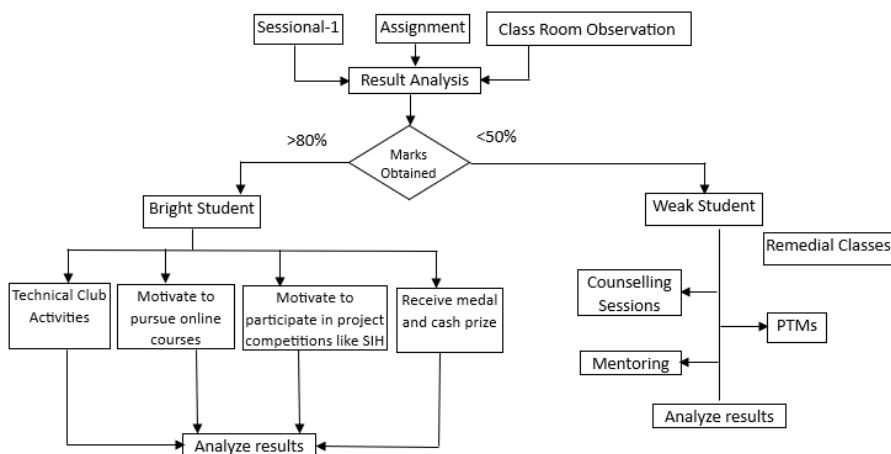 Sessional-1
Assignment
Class Room Observation
Result Analysis
>80%
<50%
Marks
Obtained
Bright Student
Weak Student
Remedial Classes
Technical Club
Activities
Motivate to
pursue online
courses
Motivate to
participate in project
competitions like SIH
Receive medal
and cash prize
Counselling
Sessions
PTMs
Mentoring
Analyze results
Analyze results